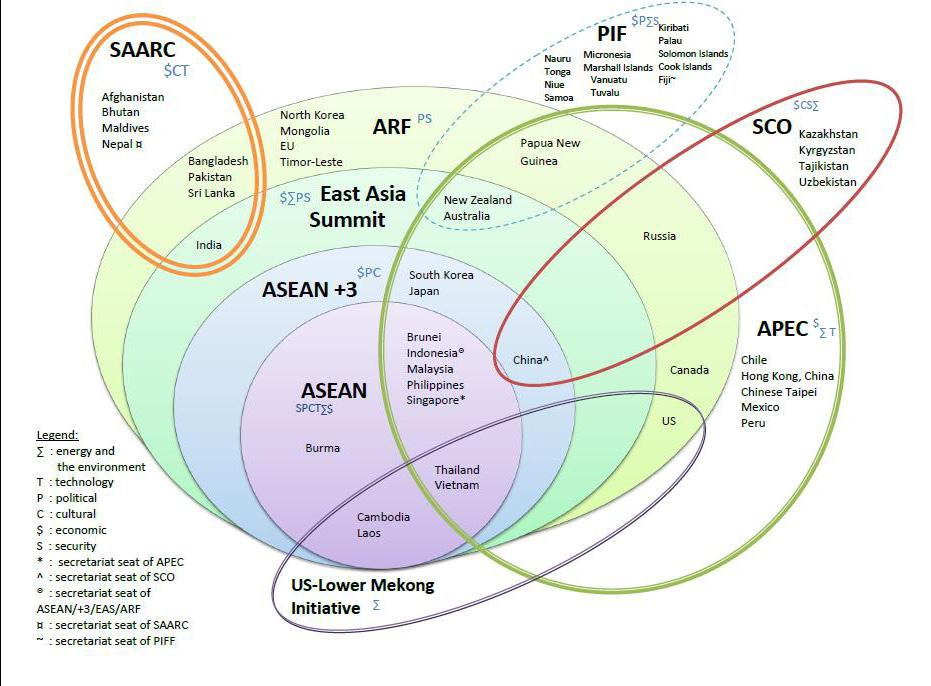 SAARC
$CT
Afghanistan
Bhutan
Maldives
Nepal ¤
Bangladesh
Pakistan
Sri Lanka
India
North Korea
Mongolia
EU
Timor-Leste
ARF PS
PIF $P∑S
Nauru
Tonga
Niue
Samoa
Micronesia
Marshall Islands
Vanuatu
Tuvalu
Kiribati
Palau
Solomon Islands
Cook Islands
Fiji~
Papua New
Guinea
New Zealand
Australia
$CS∑
SCO
Kazakhstan
Kyrgyzstan
Tajikistan
Uzbekistan
Russia
$∑PS East Asia
Summit
$PC
ASEAN +3
South Korea
Japan
Brunei
Indonesia⊚
Malaysia
Philippines
Singapore*
China^
ASEAN
SPCT∑$
Burma
Thailand
Vietnam
Cambodia
Laos
Canada
US
APEC $∑ T
Chile
Hong Kong, China
Chinese Taipei
Mexico
Peru
US-Lower Mekong
Initiative ∑
Legend:
∑ : energy and
the environment
T : technology
P : political
C : cultural
$ : economic
S : security
* : secretariat seat of APEC
^ : secretariat seat of SCO
⊚ : secretariat seat of
ASEAN/+3/EAS/ARF
¤ : secretariat seat of SAARC
~ : secretariat seat of PIFF